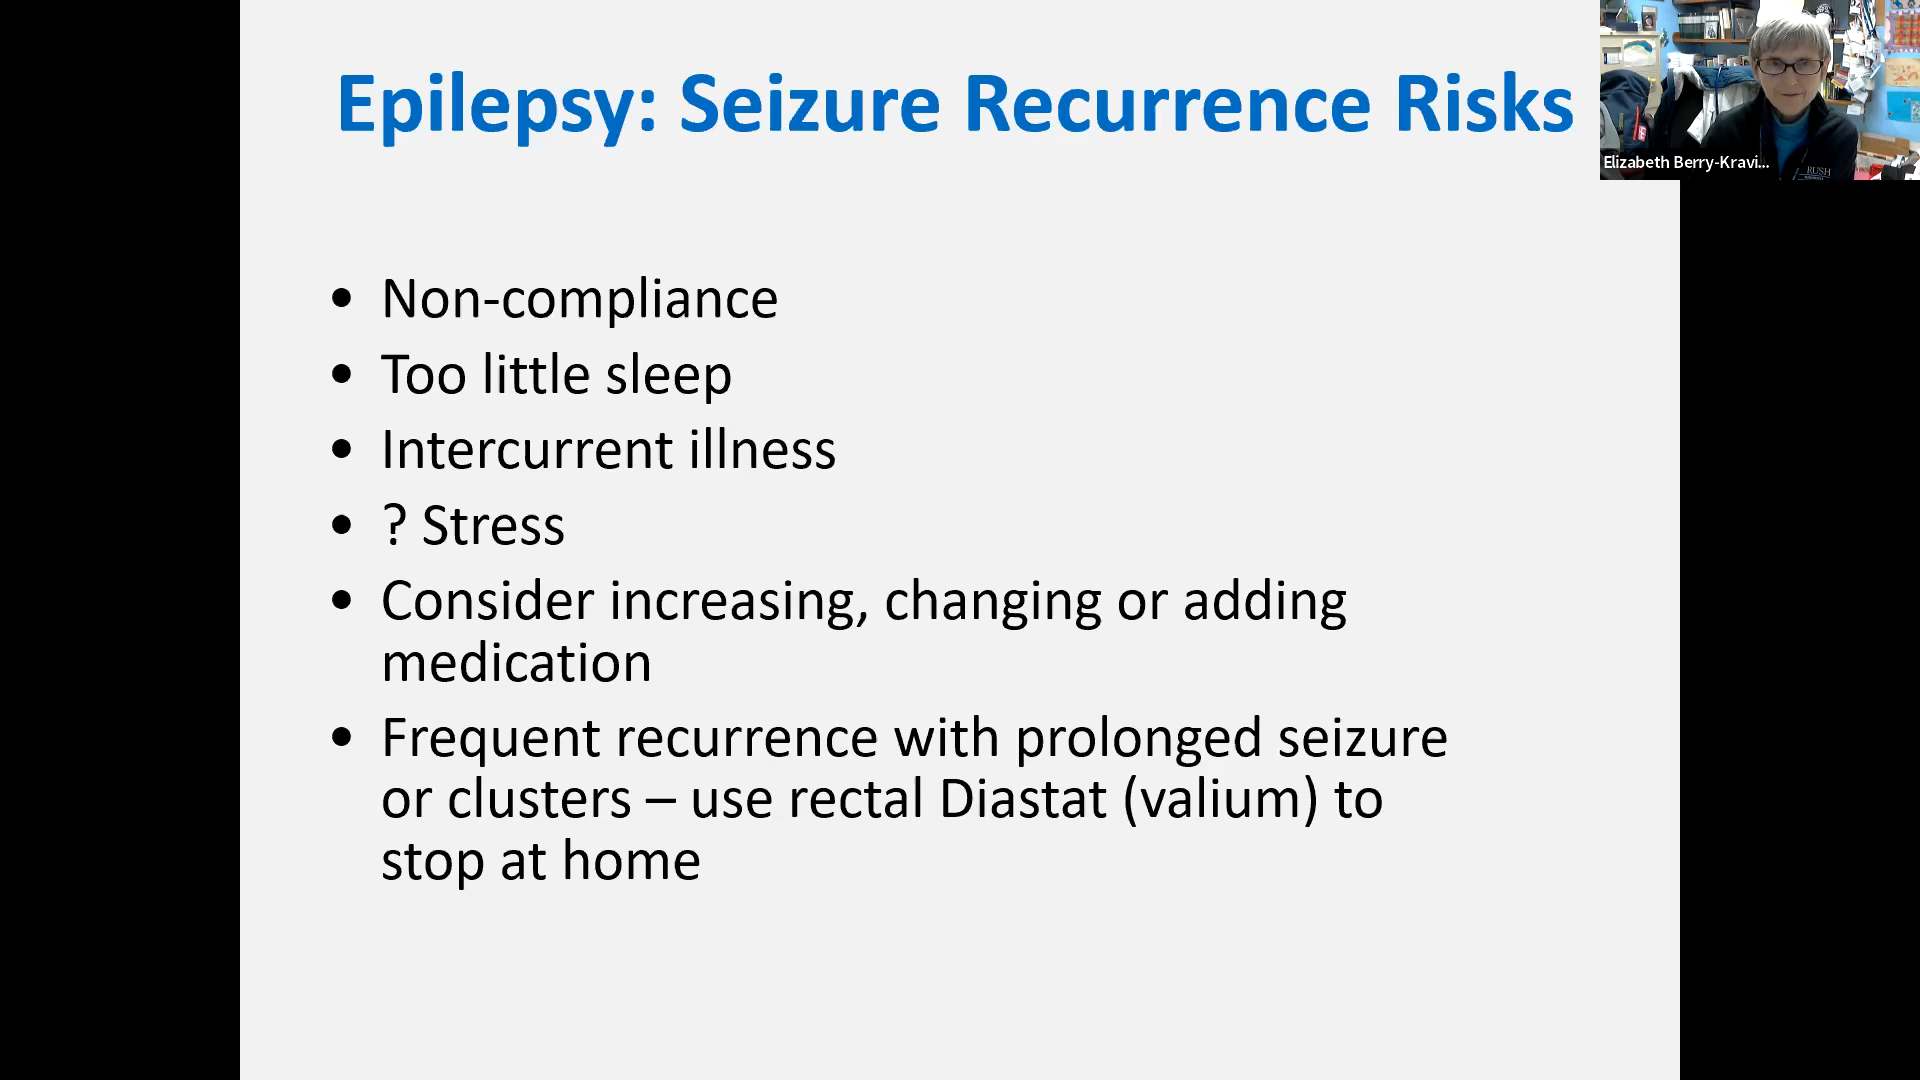 Epilepsy: Seizure Recurrence Risks
Elizabeth Berry-Kravi...
RUSH
• Non-compliance
• Too little sleep
• Intercurrent illness
• ? Stress
• Consider increasing, changing or adding
medication
• Frequent recurrence with prolonged seizure
or clusters – use rectal Diastat (valium) to
stop at home